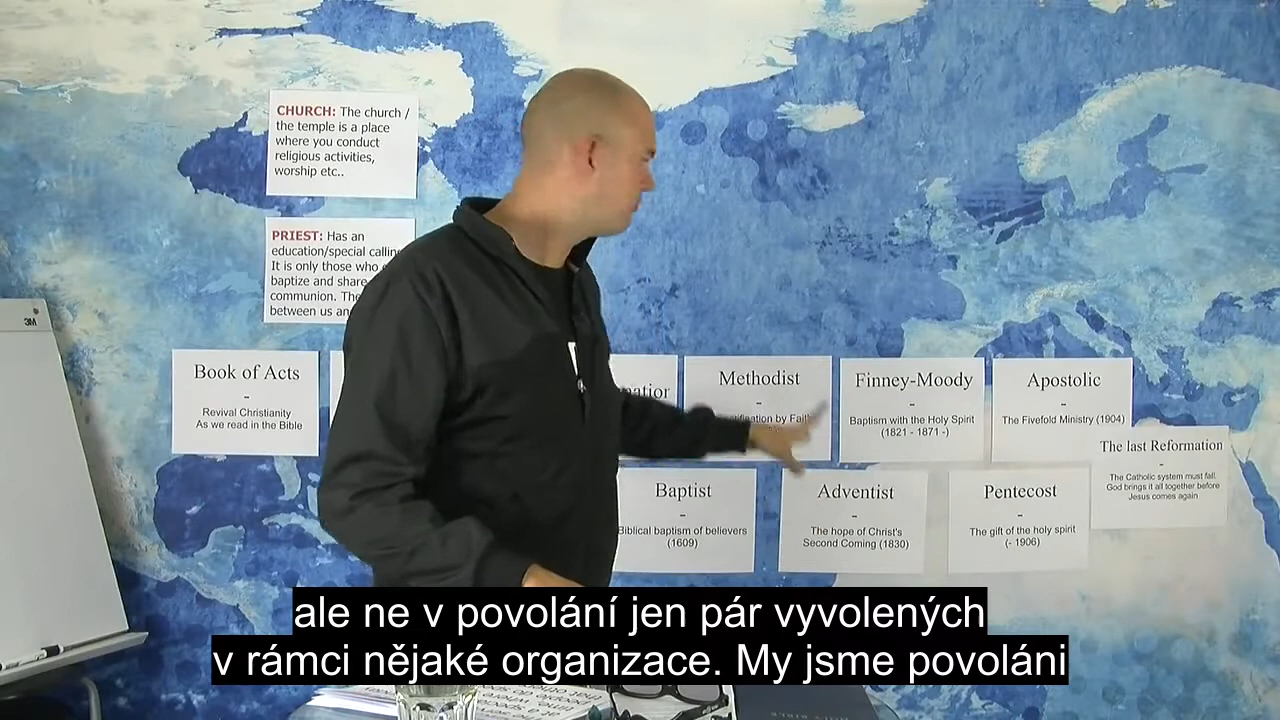 CHURCH: The church /
the temple is a place
where you conduct
religious activities,
worship etc..
PRIEST: Has an
education/special calling
It is only those who
baptize and share
communion. The
between us an
3M
Book of Acts
-
Revival Christianity
As we read in the Bible
Methodist
-
by Faith
Finney-Moody
-
Baptism with the Holy Spirit
(1821 - 1871 -)
Apostolic
-
The Fivefold Ministry (1904)
The last Reformation
-
The Catholic system must fall.
God brings it all together before
Jesus comes again
Baptist
-
Biblical baptism of believers
(1609)
Adventist
-
The hope of Christ's
Second Coming (1830)
Pentecost
-
The gift of the holy spirit
(- 1906)
ale ne v povolání jen pár vyvolených
v rámci nějaké organizace. My jsme povoláni
HOLY BIBLE